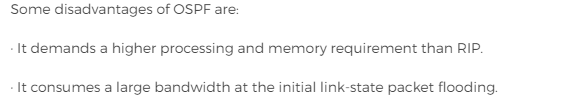 Some disadvantages of OSPF are:
· It demands a higher processing and memory requirement than RIP.
· It consumes a large bandwidth at the initial link-state packet flooding.